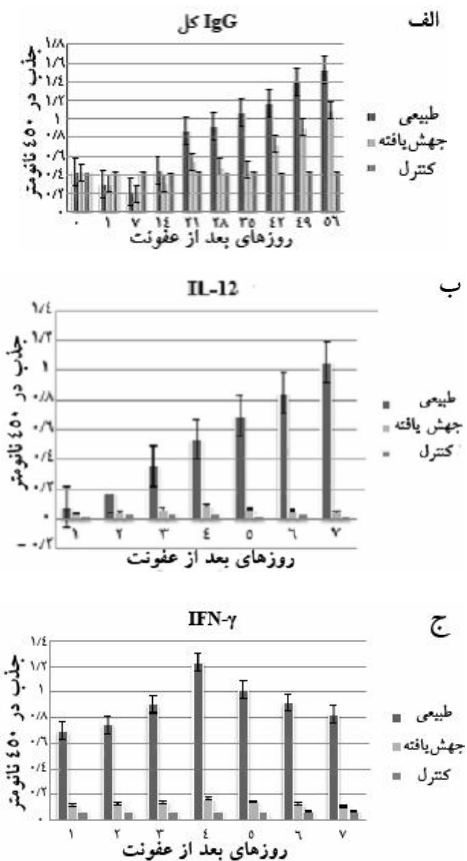 الف
IgG کل
جذب در ٤٥٠ نانومتر
١/٨
١/٦
١/٤
١/٢
١
٠/٨
٠/٦
٠/٤
٠/٢
٠
٠ ١ ٧ ١٤ ٢١ ٢٨ ٣٥ ٤٢ ٤٩ ٥٦
روزهای بعد از عفونت
طبیعی
جهش‌یافته
کنترل
ب
IL-12
جذب در ٤٥٠ نانومتر
١/٤
١/٢
١
٠/٨
٠/٦
٠/٤
٠/٢
٠
- ٠/٢
١ ٢ ٣ ٤ ٥ ٦ ٧
روزهای بعد از عفونت
طبیعی
جهش یافته
کنترل
ج
IFN-γ
جذب در ٤٥٠ نانومتر
١/٤
١/٢
١
٠/٨
٠/٦
٠/٤
٠/٢
٠
١ ٢ ٣ ٤ ٥ ٦ ٧
روزهای بعد از عفونت
طبیعی
جهش‌یافته
کنترل